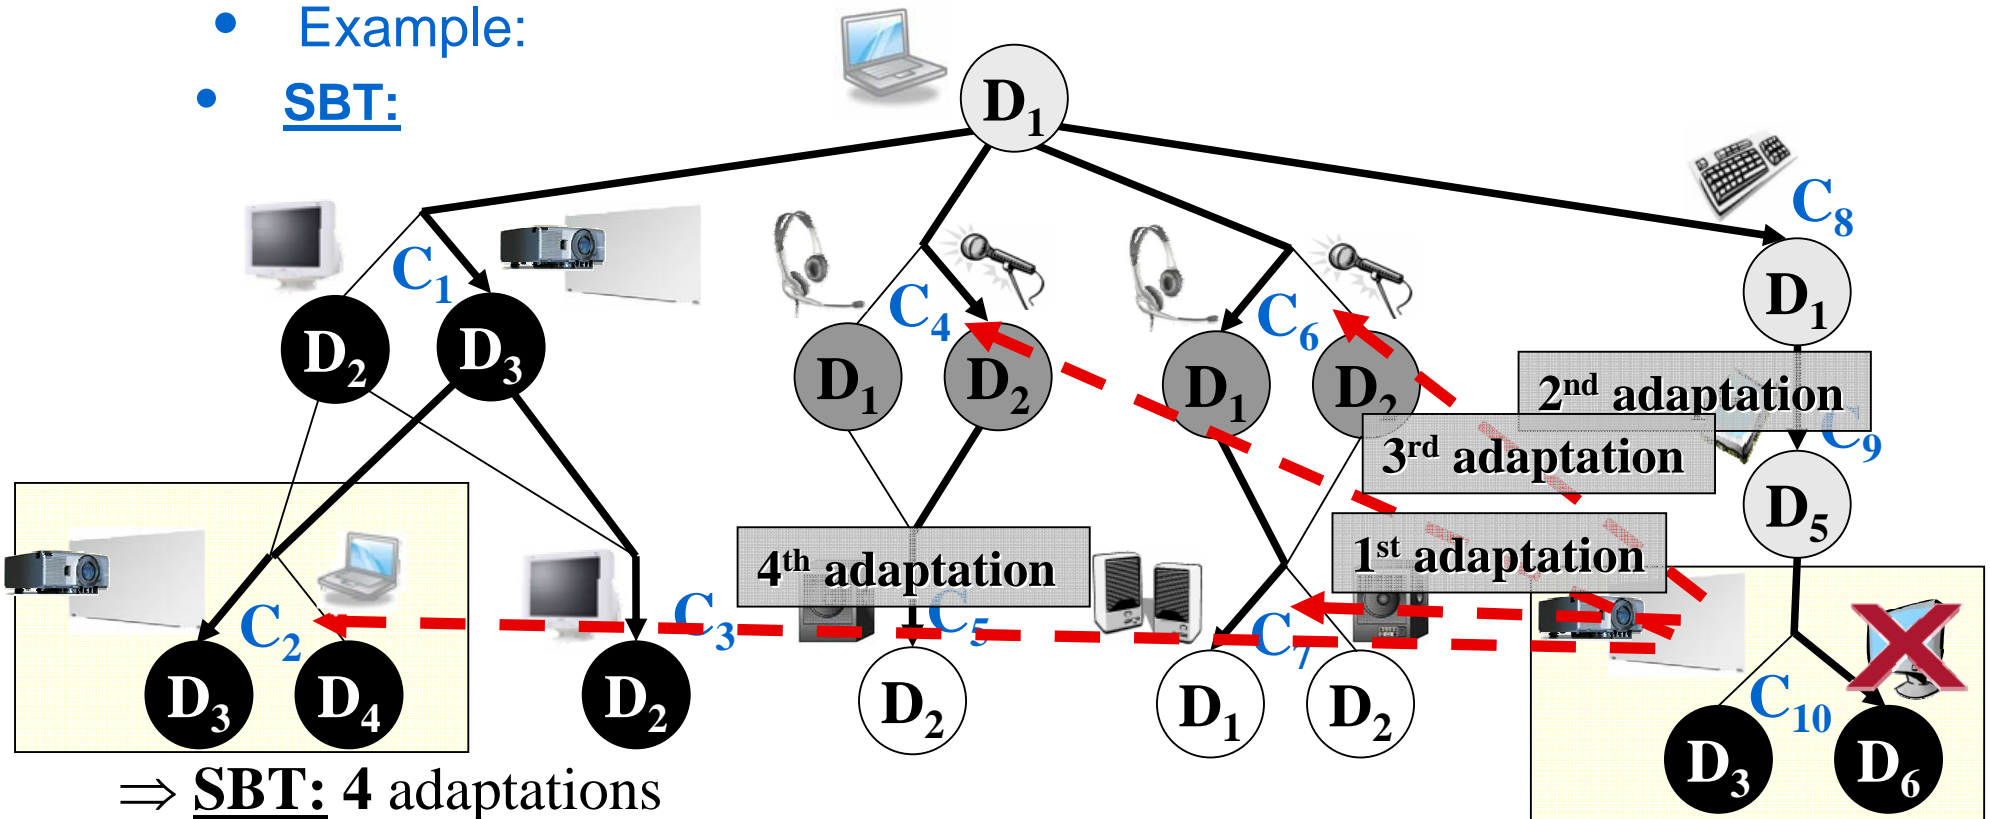 • Example:
• SBT:
D1
C8
C1
C4
C6
D1
D2
D3
D1
D2
D1
D2
2nd adaptation
3rd adaptation
C9
D5
4th adaptation
1st adaptation
C2
C3
C5
C7
D3
D4
D2
D2
D1
D2
C10
D3
D6
⇒ SBT: 4 adaptations